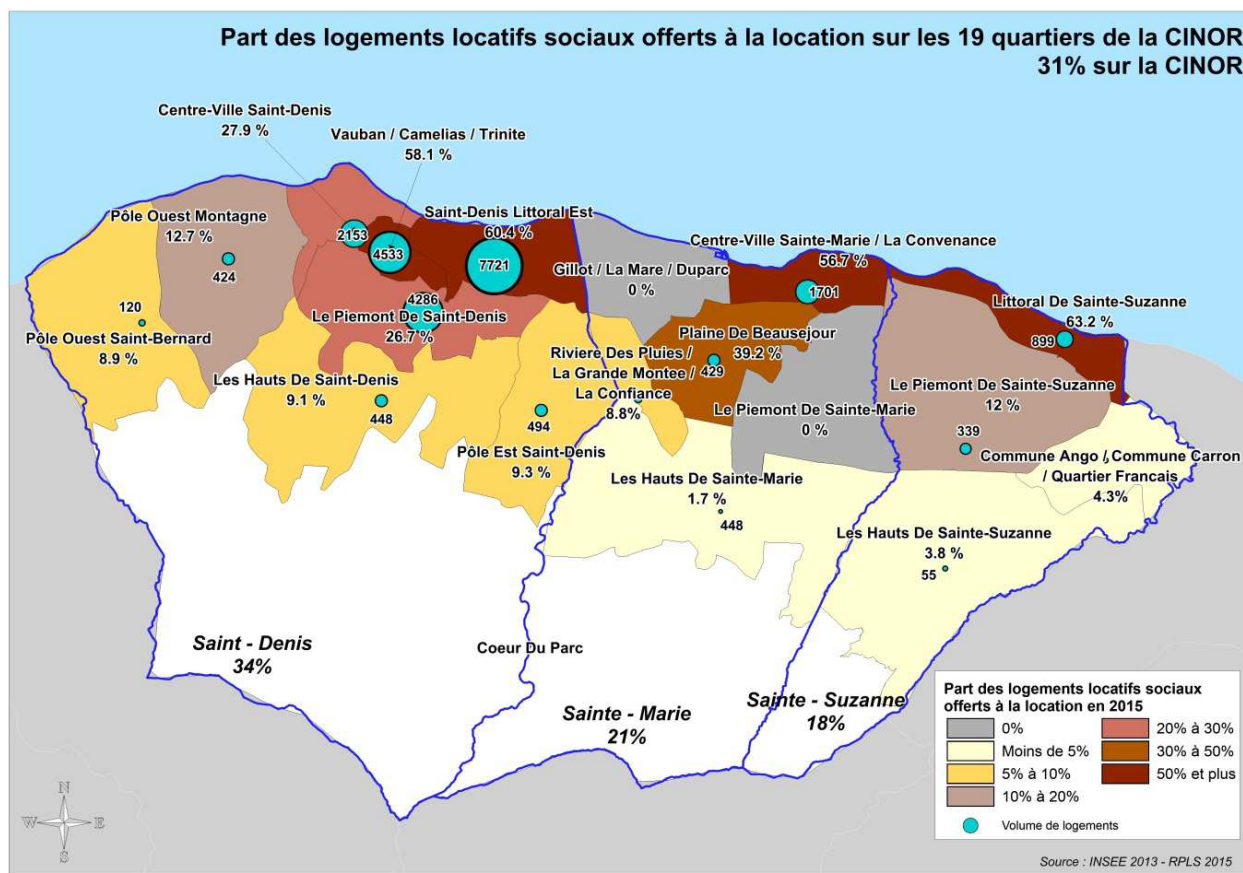 Part des logements locatifs sociaux offerts à la location sur les 19 quartiers de la CINOR
31% sur la CINOR
Centre-Ville Saint-Denis
27.9 %
Vauban / Camelias / Trinite
58.1 %
Pôle Ouest Montagne
12.7 %
424
2153
4533
Saint-Denis Littoral Est
60.4 %
7721
Gillot / La Mare / Duparc
0 %
Centre-Ville Sainte-Marie / La Convenance
56.7 %
1701
Littoral De Sainte-Suzanne
63.2 %
899
120
Pôle Ouest Saint-Bernard
8.9 %
4286
Le Piemont De Saint-Denis
26.7 %
Plaine De Beausejour
39.2 %
429
Riviere Des Pluies /
La Grande Montee /
La Confiance
8.8%
Les Hauts De Saint-Denis
9.1 %
448
494
Pôle Est Saint-Denis
9.3 %
Le Piemont De Sainte-Marie
0 %
Le Piemont De Sainte-Suzanne
12 %
339
Commune Ango / Commune Carron
/ Quartier Francais
4.3%
Les Hauts De Sainte-Marie
1.7 %
448
Les Hauts De Sainte-Suzanne
3.8 %
55
Saint - Denis
34%
Coeur Du Parc
Sainte - Marie
21%
Sainte - Suzanne
18%
Part des logements locatifs sociaux
offerts à la location en 2015
0%
Moins de 5%
5% à 10%
10% à 20%
20% à 30%
30% à 50%
50% et plus
Volume de logements
N
W E
S
Source : INSEE 2013 - RPLS 2015